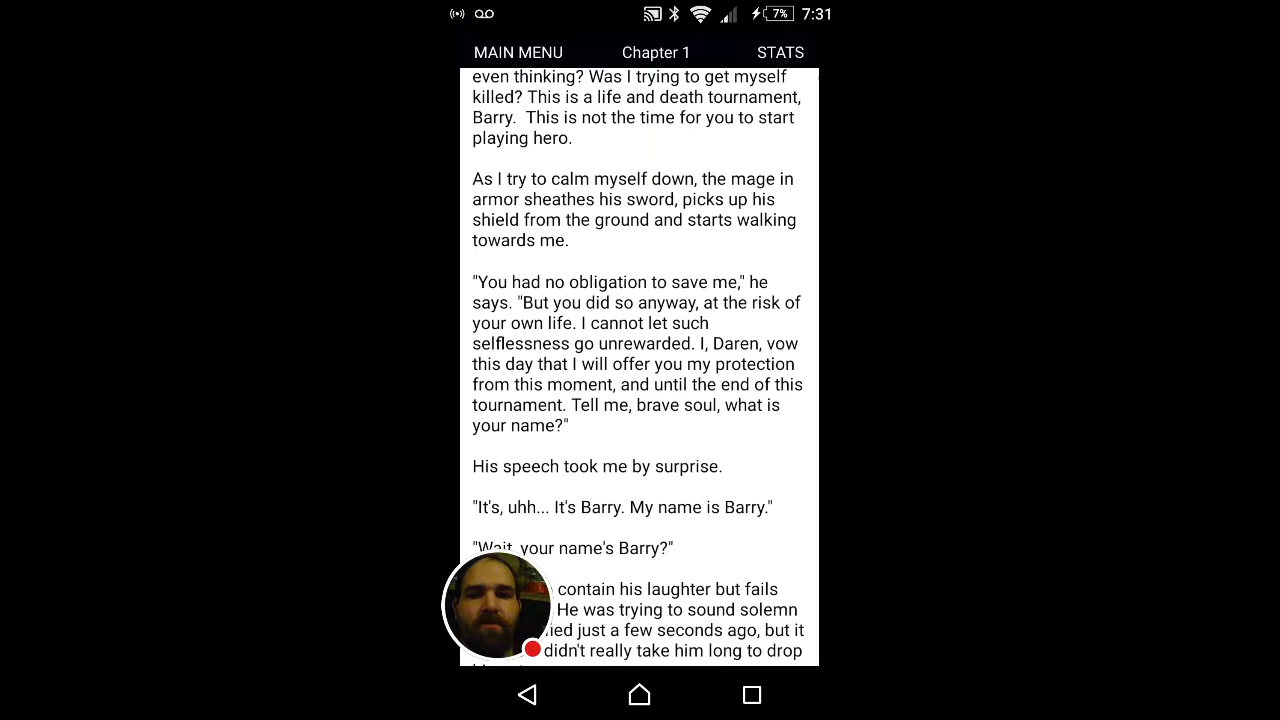 7% 7:31
MAIN MENU Chapter 1 STATS
even thinking? Was I trying to get myself
killed? This is a life and death tournament,
Barry.  This is not the time for you to start
playing hero.
As I try to calm myself down, the mage in
armor sheathes his sword, picks up his
shield from the ground and starts walking
towards me.
"You had no obligation to save me," he
says. "But you did so anyway, at the risk of
your own life. I cannot let such
selflessness go unrewarded. I, Daren, vow
this day that I will offer you my protection
from this moment, and until the end of this
tournament. Tell me, brave soul, what is
your name?"
His speech took me by surprise.
"It's, uhh... It's Barry. My name is Barry."
"Wait, your name's Barry?"
contain his laughter but fails
He was trying to sound solemn
just a few seconds ago, but it
didn't really take him long to drop